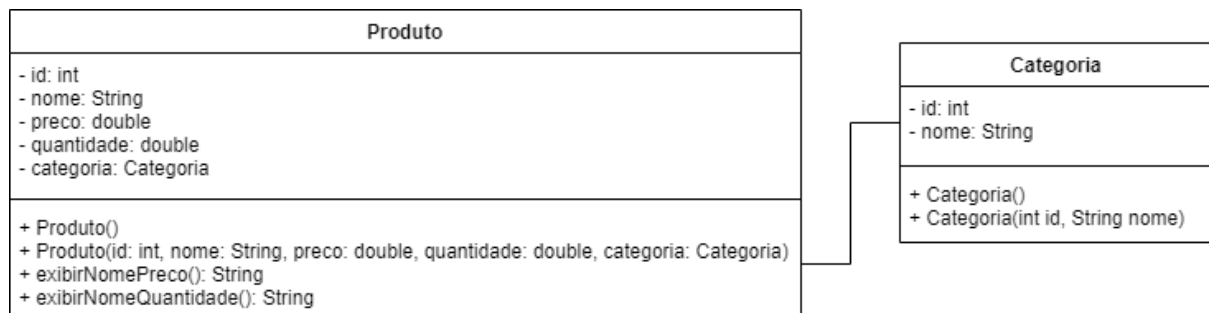 Produto
- id: int
- nome: String
- preco: double
- quantidade: double
- categoria: Categoria
+ Produto()
+ Produto(id: int, nome: String, preco: double, quantidade: double, categoria: Categoria)
+ exibirNomePreco(): String
+ exibirNomeQuantidade(): String
Categoria
- id: int
- nome: String
+ Categoria()
+ Categoria(int id, String nome)